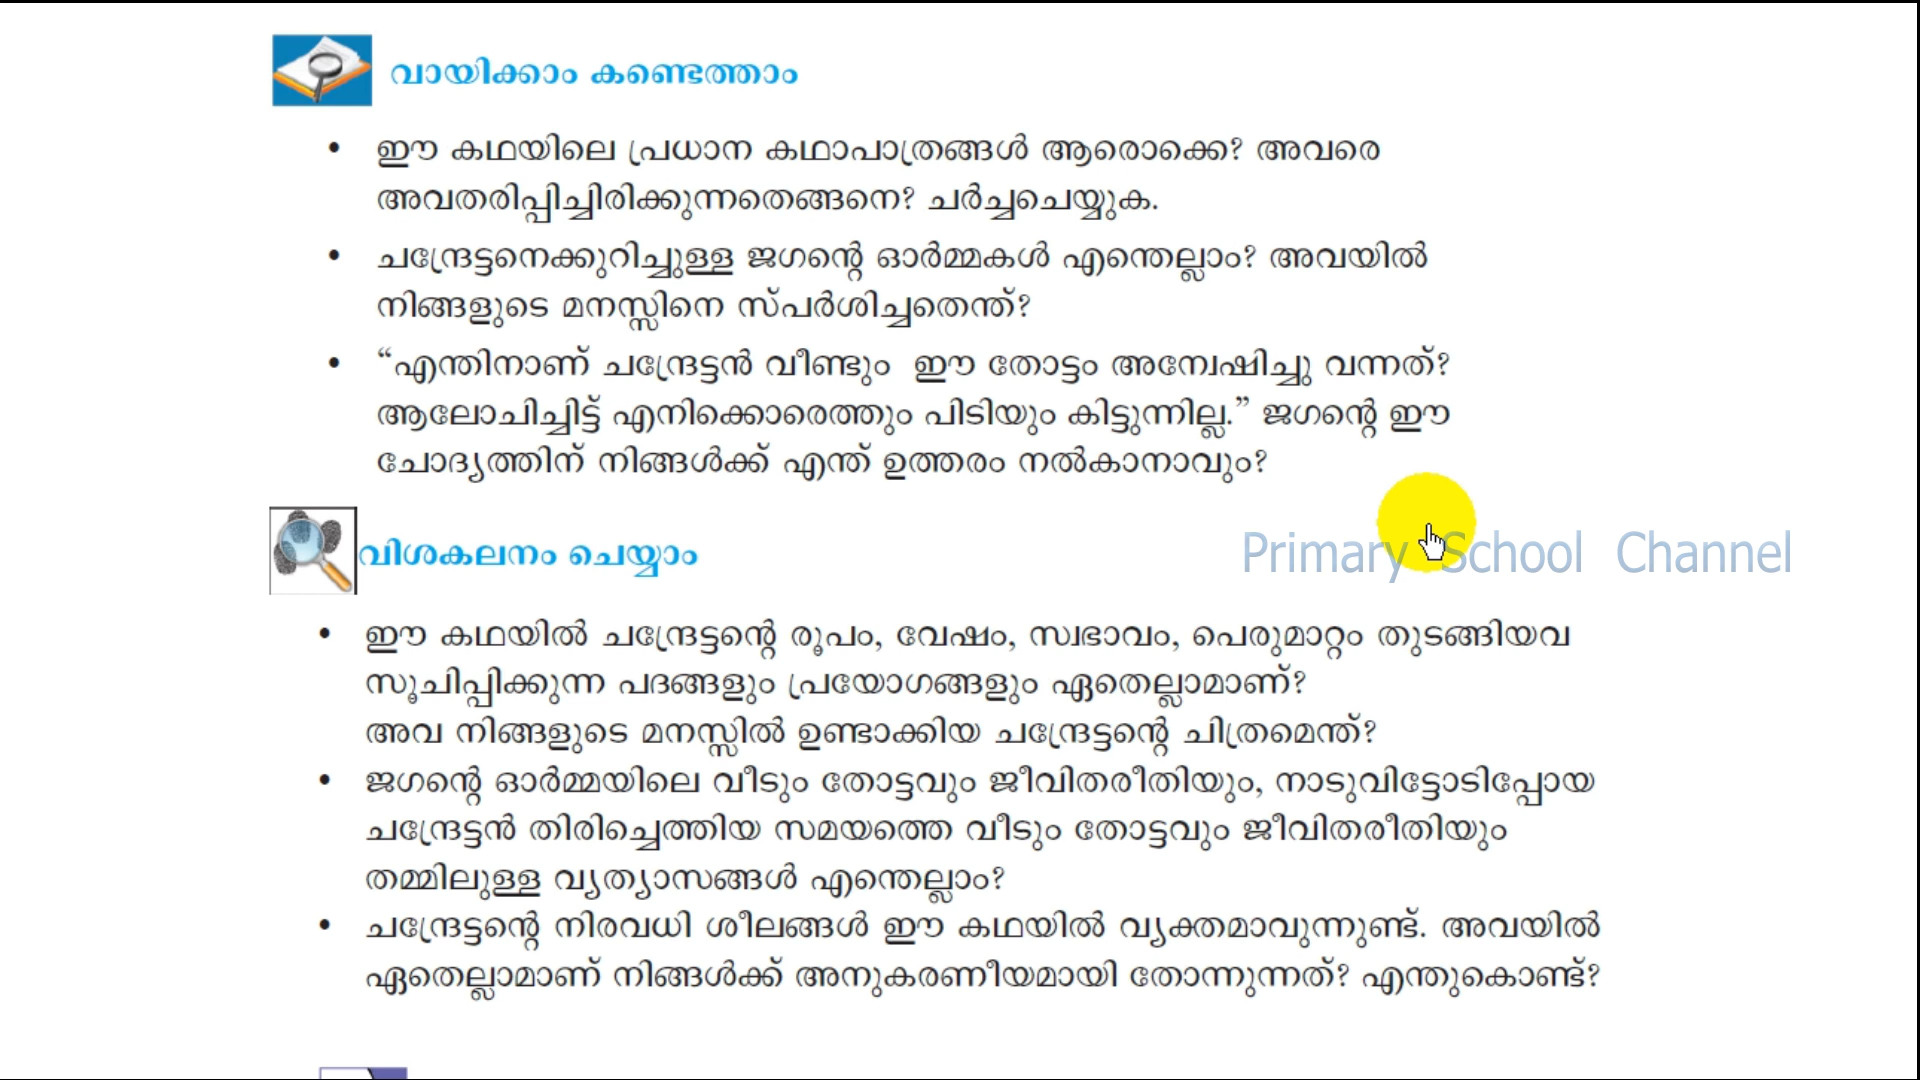 വായിക്കാം കണ്ടെത്താം
• ഈ കഥയിലെ പ്രധാന കഥാപാത്രങ്ങൾ ആരൊക്കെ? അവരെ
അവതരിപ്പിച്ചിരിക്കുന്നതെങ്ങനെ? ചർച്ചചെയ്യുക.
• ചന്ദ്രേട്ടനെക്കുറിച്ചുള്ള ജഗന്റെ ഓർമ്മകൾ എന്തെല്ലാം? അവയിൽ
നിങ്ങളുടെ മനസ്സിനെ സ്പർശിച്ചതെന്ത്?
• “എന്തിനാണ് ചന്ദ്രേട്ടൻ വീണ്ടും ഈ തോട്ടം അന്വേഷിച്ചു വന്നത്?
ആലോചിച്ചിട്ട് എനിക്കൊരെത്തും പിടിയും കിട്ടുന്നില്ല.” ജഗന്റെ ഈ
ചോദ്യത്തിന് നിങ്ങൾക്ക് എന്ത് ഉത്തരം നൽകാനാവും?
വിശകലനം ചെയ്യാം
Primary School Channel
• ഈ കഥയിൽ ചന്ദ്രേട്ടന്റെ രൂപം, വേഷം, സ്വഭാവം, പെരുമാറ്റം തുടങ്ങിയവ
സൂചിപ്പിക്കുന്ന പദങ്ങളും പ്രയോഗങ്ങളും ഏതെല്ലാമാണ്?
അവ നിങ്ങളുടെ മനസ്സിൽ ഉണ്ടാക്കിയ ചന്ദ്രേട്ടന്റെ ചിത്രമെന്ത്?
• ജഗന്റെ ഓർമ്മയിലെ വീടും തോട്ടവും ജീവിതരീതിയും, നാടുവിട്ടോടിപ്പോയ
ചന്ദ്രേട്ടൻ തിരിച്ചെത്തിയ സമയത്തെ വീടും തോട്ടവും ജീവിതരീതിയും
തമ്മിലുള്ള വ്യത്യാസങ്ങൾ എന്തെല്ലാം?
• ചന്ദ്രേട്ടന്റെ നിരവധി ശീലങ്ങൾ ഈ കഥയിൽ വ്യക്തമാവുന്നുണ്ട്. അവയിൽ
ഏതെല്ലാമാണ് നിങ്ങൾക്ക് അനുകരണീയമായി തോന്നുന്നത്? എന്തുകൊണ്ട്?